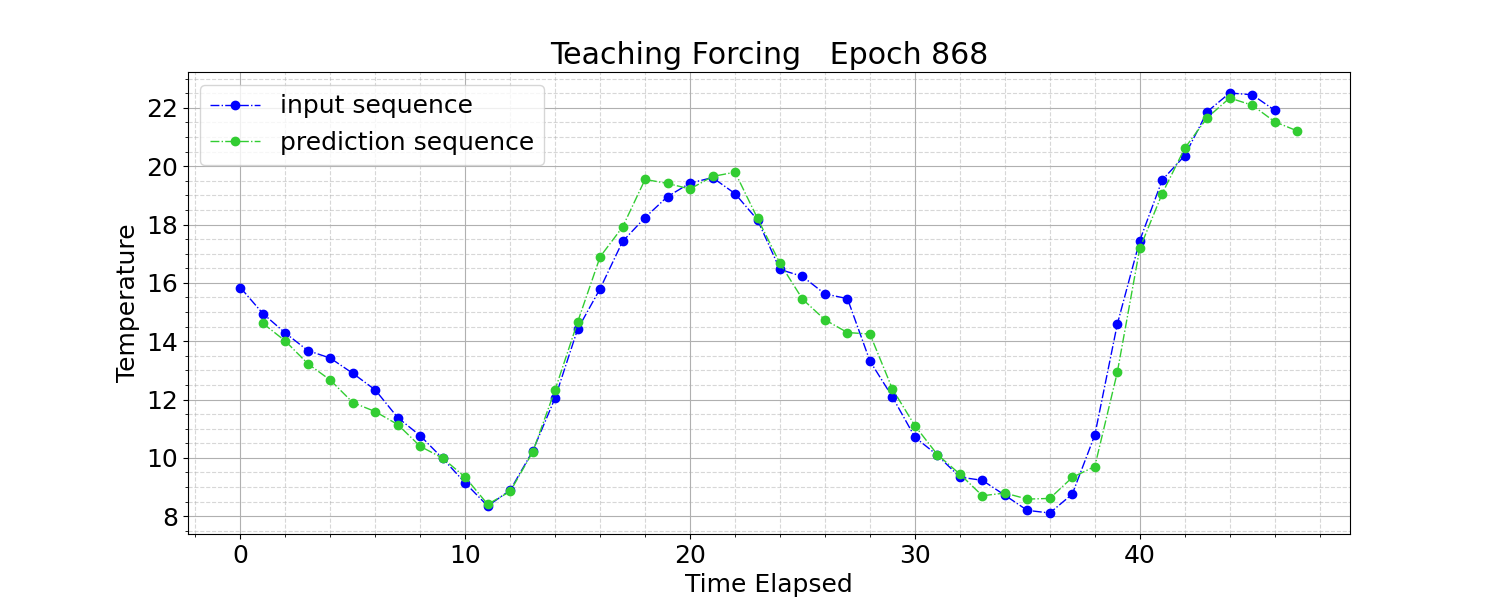 Teaching Forcing   Epoch 868
input sequence
prediction sequence
Temperature
22
20
18
16
14
12
10
8
0 10 20 30 40
Time Elapsed